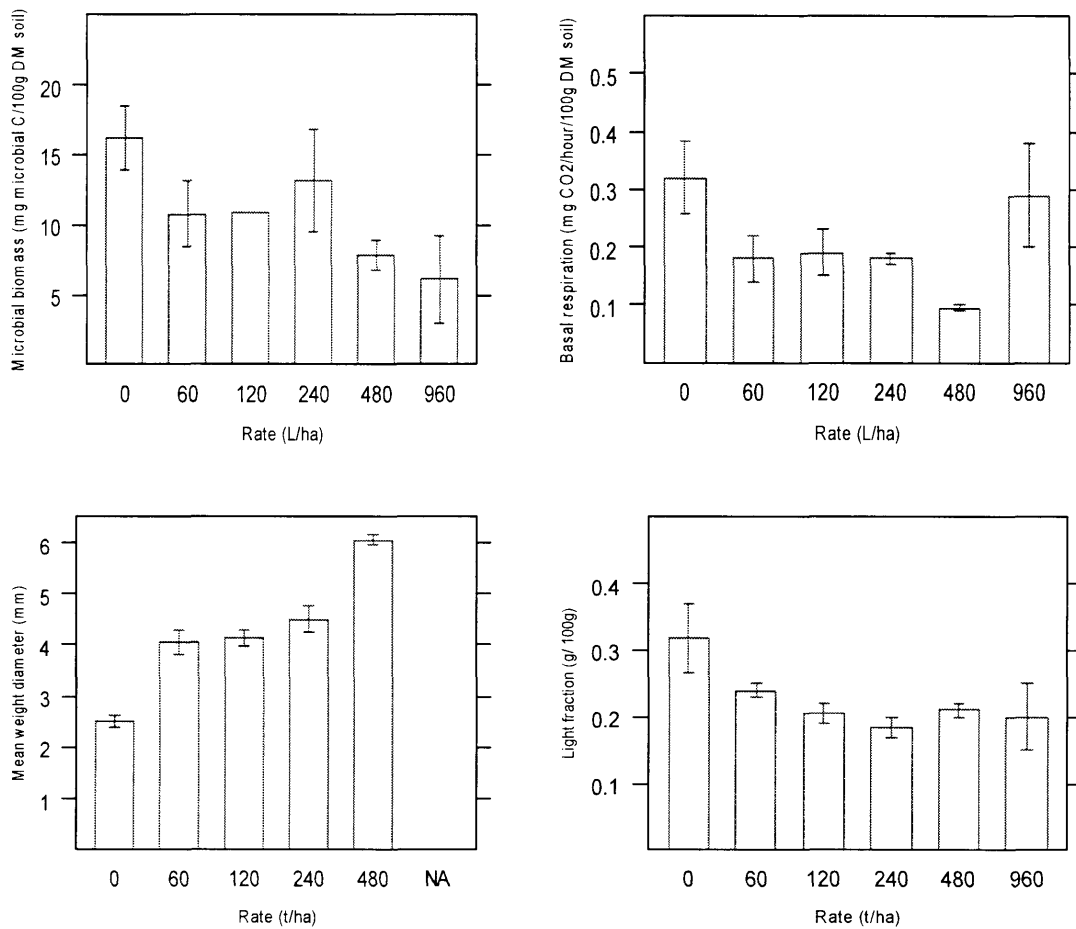 Microbial biomass (mg microbial C/100g DM soil)
20
15
10
5
0 60 120 240 480 960
Rate (L/ha)
Basal respiration (mg CO2/hour/100g DM soil)
0.5
0.4
0.3
0.2
0.1
0 60 120 240 480 960
Rate (L/ha)
Mean weight diameter (mm)
6
5
4
3
2
1
0 60 120 240 480 NA
Rate (t/ha)
Light fraction (g/100g)
0.4
0.3
0.2
0.1
0 60 120 240 480 960
Rate (t/ha)